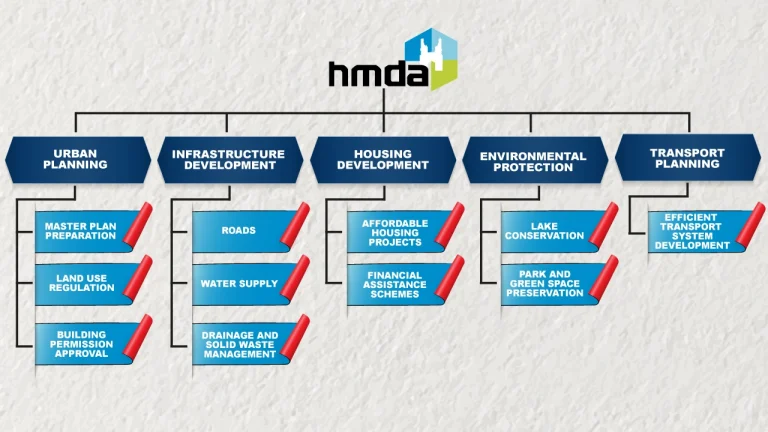 hmda
URBAN
PLANNING
INFRASTRUCTURE
DEVELOPMENT
HOUSING
DEVELOPMENT
ENVIRONMENTAL
PROTECTION
TRANSPORT
PLANNING
MASTER PLAN
PREPARATION
LAND USE
REGULATION
BUILDING
PERMISSION
APPROVAL
ROADS
WATER SUPPLY
DRAINAGE AND
SOLID WASTE
MANAGEMENT
AFFORDABLE
HOUSING
PROJECTS
FINANCIAL
ASSISTANCE
SCHEMES
LAKE
CONSERVATION
PARK AND
GREEN SPACE
PRESERVATION
EFFICIENT
TRANSPORT
SYSTEM
DEVELOPMENT